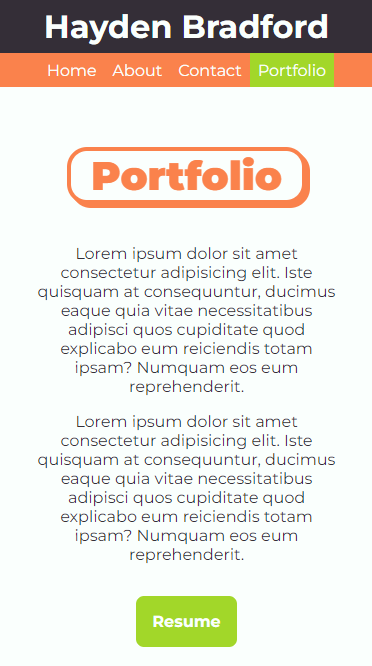 Hayden Bradford
Home About Contact Portfolio
Portfolio
Lorem ipsum dolor sit amet
consectetur adipisicing elit. Iste
quisquam at consequuntur, ducimus
eaque quia vitae necessitatibus
adipisci quos cupiditate quod
explicabo eum reiciendis totam
ipsam? Numquam eos eum
reprehenderit.
Lorem ipsum dolor sit amet
consectetur adipisicing elit. Iste
quisquam at consequuntur, ducimus
eaque quia vitae necessitatibus
adipisci quos cupiditate quod
explicabo eum reiciendis totam
ipsam? Numquam eos eum
reprehenderit.
Resume